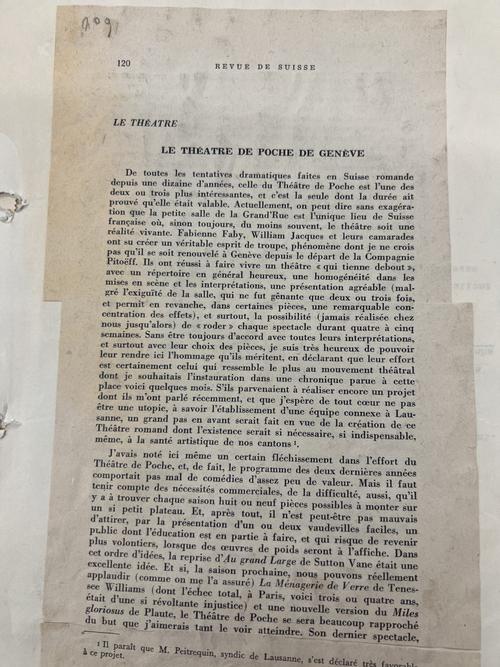 209
120
REVUE DE SUISSE
LE THÉATRE
LE THÉATRE DE POCHE DE GENÈVE
De toutes les tentatives dramatiques faites en Suisse romande
depuis une dizaine d'années, celle du Théâtre de Poche est l'une des
deux ou trois plus intéressantes, et c'est la seule dont la durée ait
prouvé qu'elle était valable. Actuellement, on peut dire sans exagéra-
tion que la petite salle de la Grand'Rue est l'unique lieu de Suisse
française où, sinon toujours, du moins souvent, le théâtre soit une
réalité vivante. Fabienne Faby, William Jacques et leurs camarades
ont su créer un véritable esprit de troupe, phénomène dont je ne crois
pas qu'il se soit renouvelé à Genève depuis le départ de la Compagnie
Pitoëff. Ils ont réussi à faire vivre un théâtre « qui tienne debout »,
avec un répertoire en général heureux, une homogénéité dans les
mises en scène et les interprétations, une présentation agréable (mal-
gré l'exiguïté de la salle, qui ne fut gênante que deux ou trois fois,
et permit en revanche, dans certaines pièces, une remarquable con-
centration des effets), et surtout, la possibilité (jamais réalisée chez
nous jusqu'alors) de « roder » chaque spectacle durant quatre à cinq
semaines. Sans être toujours d'accord avec toutes leurs interprétations,
et surtout avec leur choix des pièces, je suis très heureux de pouvoir
leur rendre ici l'hommage qu'ils méritent, en déclarant que leur effort
est certainement celui qui ressemble le plus au mouvement théâtral
dont je souhaitais l'instauration dans une chronique parue à cette
place voici quelques mois. S'ils parvenaient à réaliser encore un projet
dont ils m'ont parlé récemment, et que j'espère de tout cœur ne pas
être une utopie, à savoir l'établissement d'une équipe connexe à Lau-
sanne, un grand pas en avant serait fait en vue de la création de ce
Théâtre romand dont l'existence serait si nécessaire, si indispensable,
même, à la santé artistique de nos cantons ¹.
J'avais noté ici même un certain fléchissement dans l'effort du
Théâtre de Poche, et, de fait, le programme des deux dernières années
comportait pas mal de comédies d'assez peu de valeur. Mais il faut
tenir compte des nécessités commerciales, de la difficulté, aussi, qu'il
y a à trouver chaque saison huit ou neuf pièces possibles à monter sur
un si petit plateau. Et, après tout, il n'est peut-être pas mauvais
d'attirer, par la présentation d'un ou deux vaudevilles faciles, un
public dont l'éducation est en partie à faire, et qui risque de revenir
plus volontiers, lorsque des œuvres de poids seront à l'affiche. Dans
cet ordre d'idées, la reprise d'Au grand Large de Sutton Vane était une
excellente idée. Et si, la saison prochaine, nous pouvons réellement
applaudir (comme on me l'a assuré) La Ménagerie de Verre de Tenes-
see Williams (dont l'échec total, à Paris, voici trois ou quatre ans,
était d'une si révoltante injustice) et une nouvelle version du Miles
gloriosus de Plaute, le Théâtre de Poche se sera beaucoup rapproché
du but que j'aimerais tant le voir atteindre. Son dernier spectacle,
¹ Il paraît que M. Peitrequin, syndic de Lausanne, s'est déclaré très favorable
à ce projet.